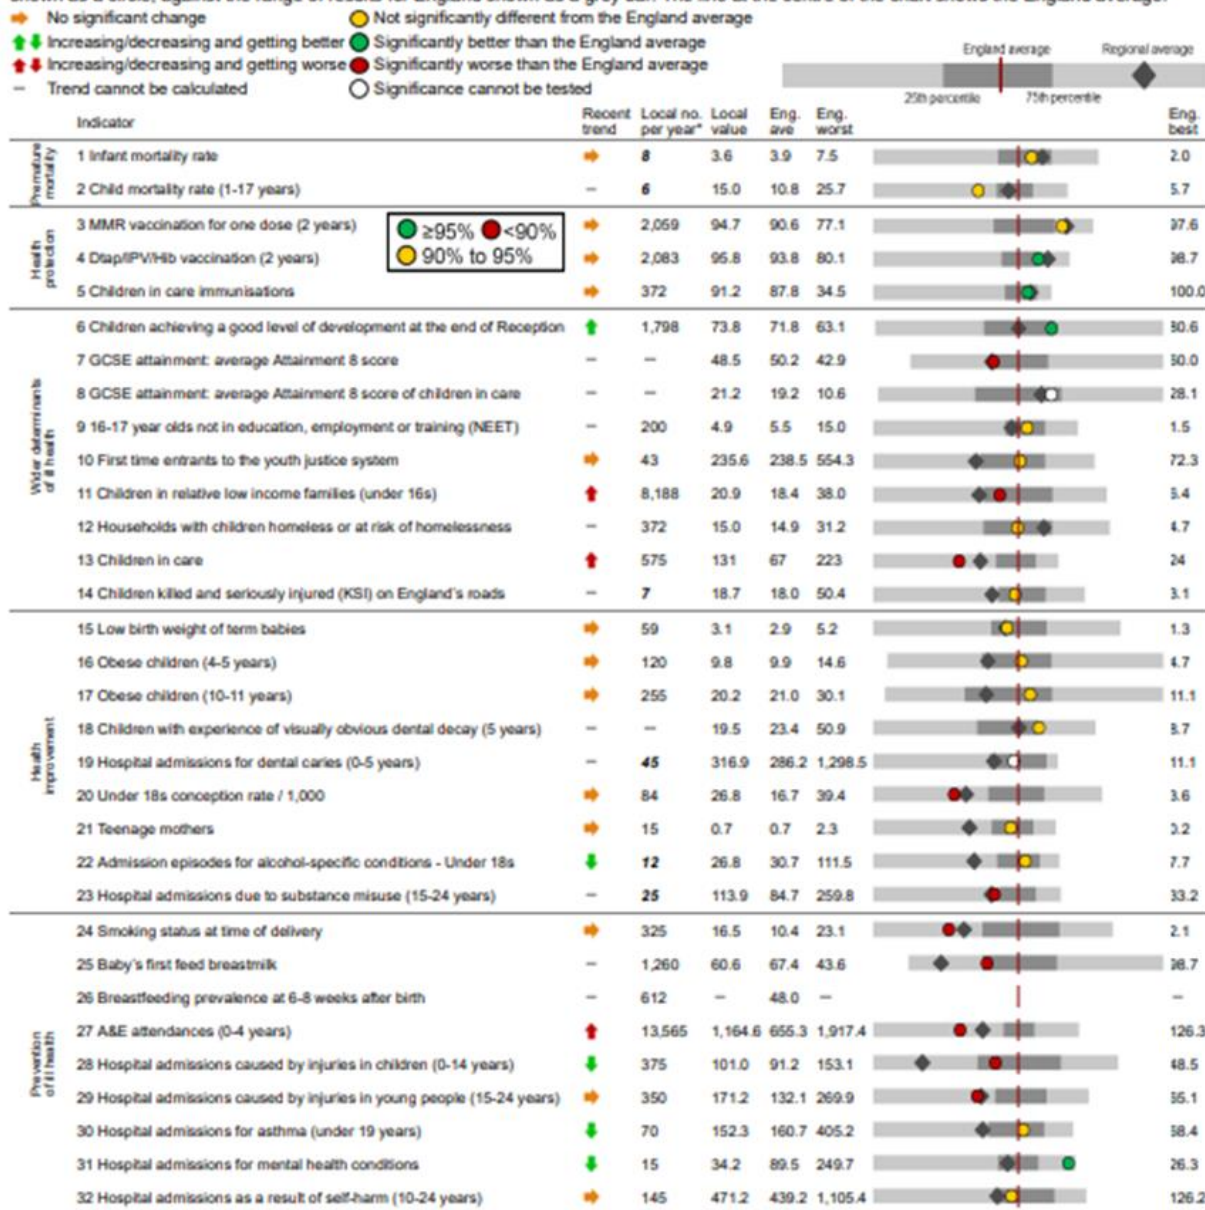 No significant change Not significantly different from the England average
Increasing/decreasing and getting better Significantly better than the England average
Increasing/decreasing and getting worse Significantly worse than the England average
– Trend cannot be calculated Significance cannot be tested
England average Regional average
25th percentile 75th percentile
Indicator Recent trend Local no. per year* Local value Eng. ave Eng. worst Eng. best
Premature mortality
1 Infant mortality rate 8 3.6 3.9 7.5 2.0
2 Child mortality rate (1-17 years) – 6 15.0 10.8 25.7 5.7
Health protection
3 MMR vaccination for one dose (2 years) 2,059 94.7 90.6 77.1 97.6
≥95% <90%
90% to 95%
4 Dtap/IPV/Hib vaccination (2 years) 2,083 95.8 93.8 80.1 98.7
5 Children in care immunisations 372 91.2 87.8 34.5 100.0
Wider determinants of ill health
6 Children achieving a good level of development at the end of Reception 1,798 73.8 71.8 63.1 80.6
7 GCSE attainment: average Attainment 8 score – – 48.5 50.2 42.9 60.0
8 GCSE attainment: average Attainment 8 score of children in care – – 21.2 19.2 10.6 28.1
9 16-17 year olds not in education, employment or training (NEET) – 200 4.9 5.5 15.0 1.5
10 First time entrants to the youth justice system 43 235.6 238.5 554.3 72.3
11 Children in relative low income families (under 16s) 8,188 20.9 18.4 38.0 .4
12 Households with children homeless or at risk of homelessness – 372 15.0 14.9 31.2 4.7
13 Children in care 575 131 67 223 24
14 Children killed and seriously injured (KSI) on England's roads – 7 18.7 18.0 50.4 3.1
Health improvement
15 Low birth weight of term babies 59 3.1 2.9 5.2 1.3
16 Obese children (4-5 years) 120 9.8 9.9 14.6 4.7
17 Obese children (10-11 years) 255 20.2 21.0 30.1 11.1
18 Children with experience of visually obvious dental decay (5 years) – – 19.5 23.4 50.9 8.7
19 Hospital admissions for dental caries (0-5 years) – 45 316.9 286.2 1,298.5 11.1
20 Under 18s conception rate / 1,000 84 26.8 16.7 39.4 3.6
21 Teenage mothers 15 0.7 0.7 2.3 0.2
22 Admission episodes for alcohol-specific conditions - Under 18s 12 26.8 30.7 111.5 7.7
23 Hospital admissions due to substance misuse (15-24 years) – 25 113.9 84.7 259.8 33.2
Prevention of ill health
24 Smoking status at time of delivery 325 16.5 10.4 23.1 2.1
25 Baby's first feed breastmilk – 1,260 60.6 67.4 43.6 98.7
26 Breastfeeding prevalence at 6-8 weeks after birth – 612 – 48.0 – –
27 A&E attendances (0-4 years) 13,565 1,164.6 655.3 1,917.4 126.3
28 Hospital admissions caused by injuries in children (0-14 years) 375 101.0 91.2 153.1 48.5
29 Hospital admissions caused by injuries in young people (15-24 years) 350 171.2 132.1 269.9 55.1
30 Hospital admissions for asthma (under 19 years) 70 152.3 160.7 405.2 58.4
31 Hospital admissions for mental health conditions 15 34.2 89.5 249.7 26.3
32 Hospital admissions as a result of self-harm (10-24 years) 145 471.2 439.2 1,105.4 126.2